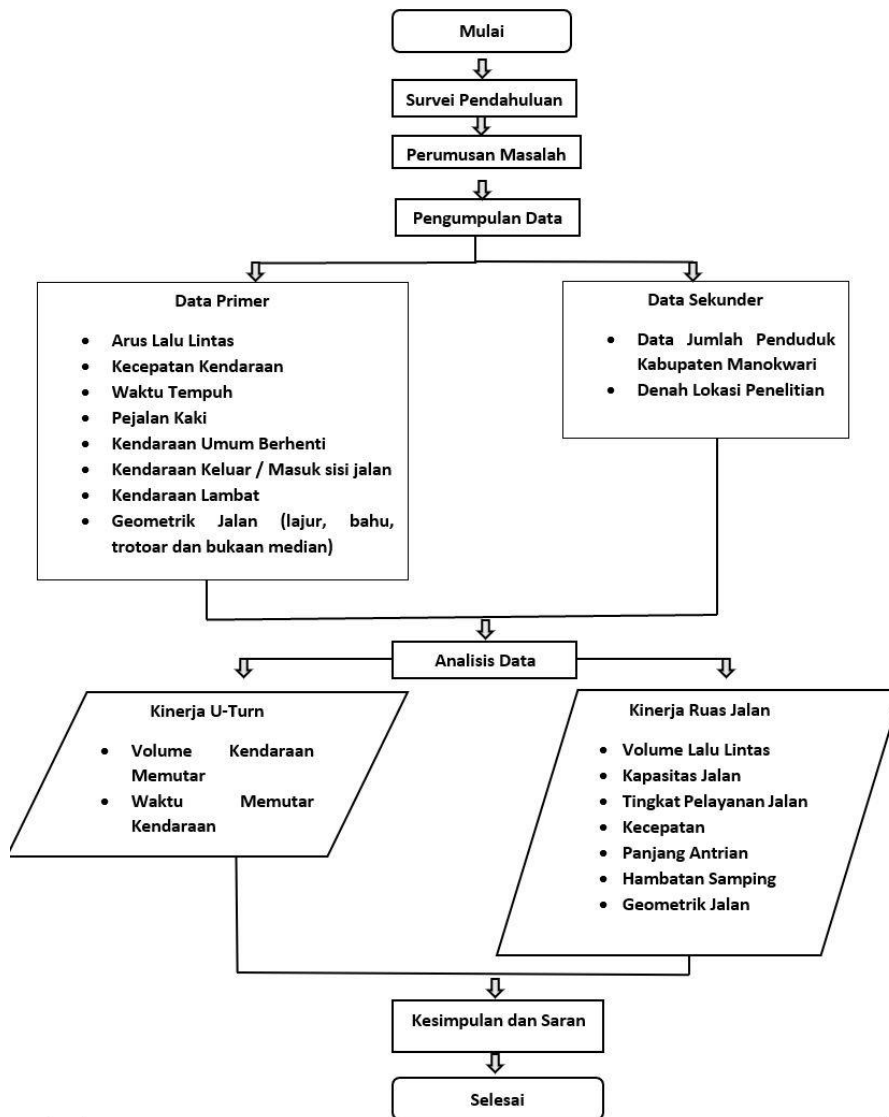 Mulai
Survei Pendahuluan
Perumusan Masalah
Pengumpulan Data
Data Primer
• Arus Lalu Lintas
• Kecepatan Kendaraan
• Waktu Tempuh
• Pejalan Kaki
• Kendaraan Umum Berhenti
• Kendaraan Keluar / Masuk sisi jalan
• Kendaraan Lambat
• Geometrik Jalan (lajur, bahu,
trotoar dan bukaan median)
Data Sekunder
• Data Jumlah Penduduk
Kabupaten Manokwari
• Denah Lokasi Penelitian
Analisis Data
Kinerja U-Turn
• Volume Kendaraan
Memutar
• Waktu Memutar
Kendaraan
Kinerja Ruas Jalan
• Volume Lalu Lintas
• Kapasitas Jalan
• Tingkat Pelayanan Jalan
• Kecepatan
• Panjang Antrian
• Hambatan Samping
• Geometrik Jalan
Kesimpulan dan Saran
Selesai